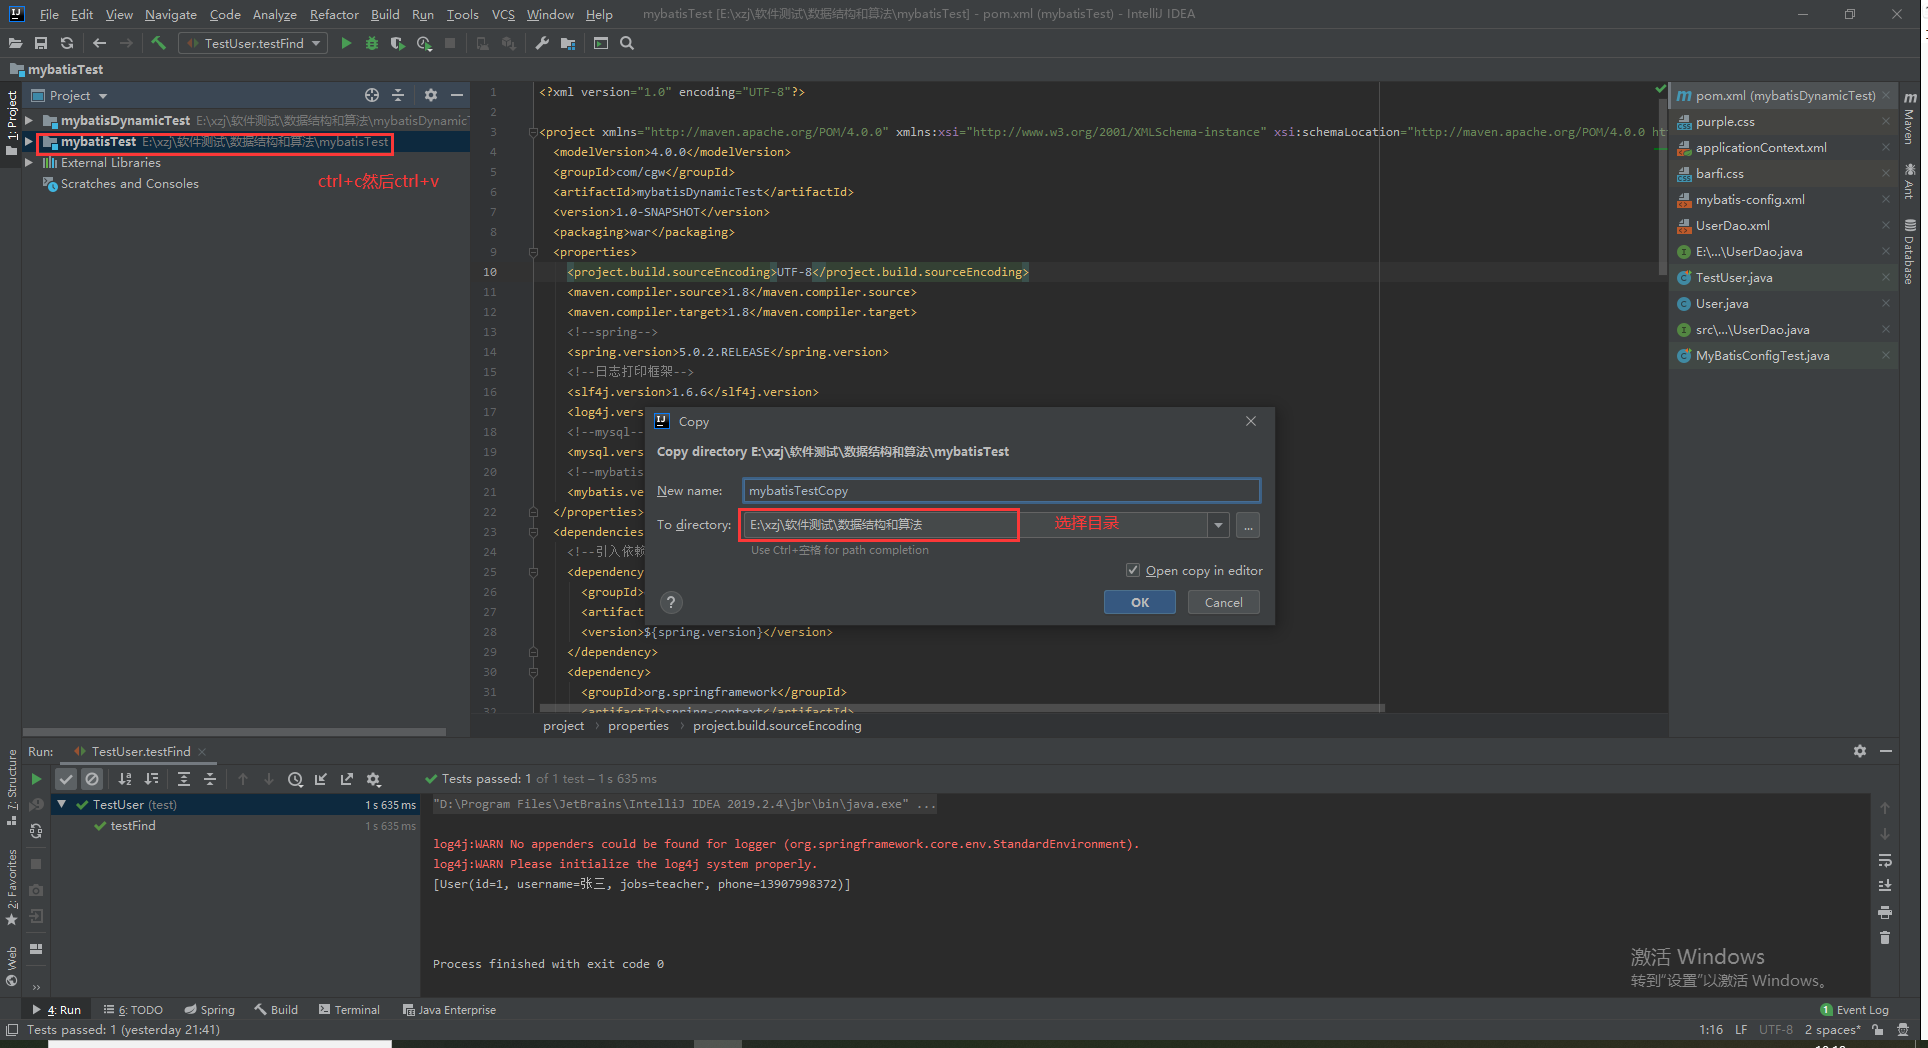 File Edit View Navigate Code Analyze Refactor Build Run Tools VCS Window Help mybatisTest [E:\xzj\软件测试\数据结构和算法\mybatisTest] - pom.xml (mybatisTest) - IntelliJ IDEA
TestUser.testFind
mybatisTest
1: Project
Project
mybatisDynamicTest E:\xzj\软件测试\数据结构和算法\mybatisDynamicT
mybatisTest E:\xzj\软件测试\数据结构和算法\mybatisTest
External Libraries
Scratches and Consoles
ctrl+c然后ctrl+v
1 <?xml version="1.0" encoding="UTF-8"?>
2
3 <project xmlns="http://maven.apache.org/POM/4.0.0" xmlns:xsi="http://www.w3.org/2001/XMLSchema-instance" xsi:schemaLocation="http://maven.apache.org/POM/4.0.0 ht
4 <modelVersion>4.0.0</modelVersion>
5 <groupId>com/cgw</groupId>
6 <artifactId>mybatisDynamicTest</artifactId>
7 <version>1.0-SNAPSHOT</version>
8 <packaging>war</packaging>
9 <properties>
10 <project.build.sourceEncoding>UTF-8</project.build.sourceEncoding>
11 <maven.compiler.source>1.8</maven.compiler.source>
12 <maven.compiler.target>1.8</maven.compiler.target>
13 <!--spring-->
14 <spring.version>5.0.2.RELEASE</spring.version>
15 <!--日志打印框架-->
16 <slf4j.version>1.6.6</slf4j.version>
17 <log4j.vers
18 <!--mysql--
19 <mysql.vers
20 <!--mybatis
21 <mybatis.ve
22 </properties>
23 <dependencies
24 <!--引入依赖
25 <dependency
26 <groupId>
27 <artifact
28 <version>${spring.version}</version>
29 </dependency>
30 <dependency>
31 <groupId>org.springframework</groupId>
32 <artifactId>spring-context</artifactId>
project › properties › project.build.sourceEncoding
Copy
Copy directory E:\xzj\软件测试\数据结构和算法\mybatisTest
New name: mybatisTestCopy
To directory: E:\xzj\软件测试\数据结构和算法 选择目录 ...
Use Ctrl+空格 for path completion
Open copy in editor
? OK Cancel
pom.xml (mybatisDynamicTest)
purple.css
applicationContext.xml
barfi.css
mybatis-config.xml
UserDao.xml
E:\...\UserDao.java
TestUser.java
User.java
src\...\UserDao.java
MyBatisConfigTest.java
Maven
Ant
Database
Run: TestUser.testFind
Tests passed: 1 of 1 test – 1 s 635 ms
TestUser (test) 1 s 635 ms
testFind 1 s 635 ms
"D:\Program Files\JetBrains\IntelliJ IDEA 2019.2.4\jbr\bin\java.exe" ...
log4j:WARN No appenders could be found for logger (org.springframework.core.env.StandardEnvironment).
log4j:WARN Please initialize the log4j system properly.
[User(id=1, username=张三, jobs=teacher, phone=13907998372)]
Process finished with exit code 0
7: Structure
2: Favorites
Web
激活 Windows
转到"设置"以激活 Windows。
4: Run 6: TODO Spring Build Terminal Java Enterprise 1 Event Log
Tests passed: 1 (yesterday 21:41) 1:16 LF UTF-8 2 spaces*